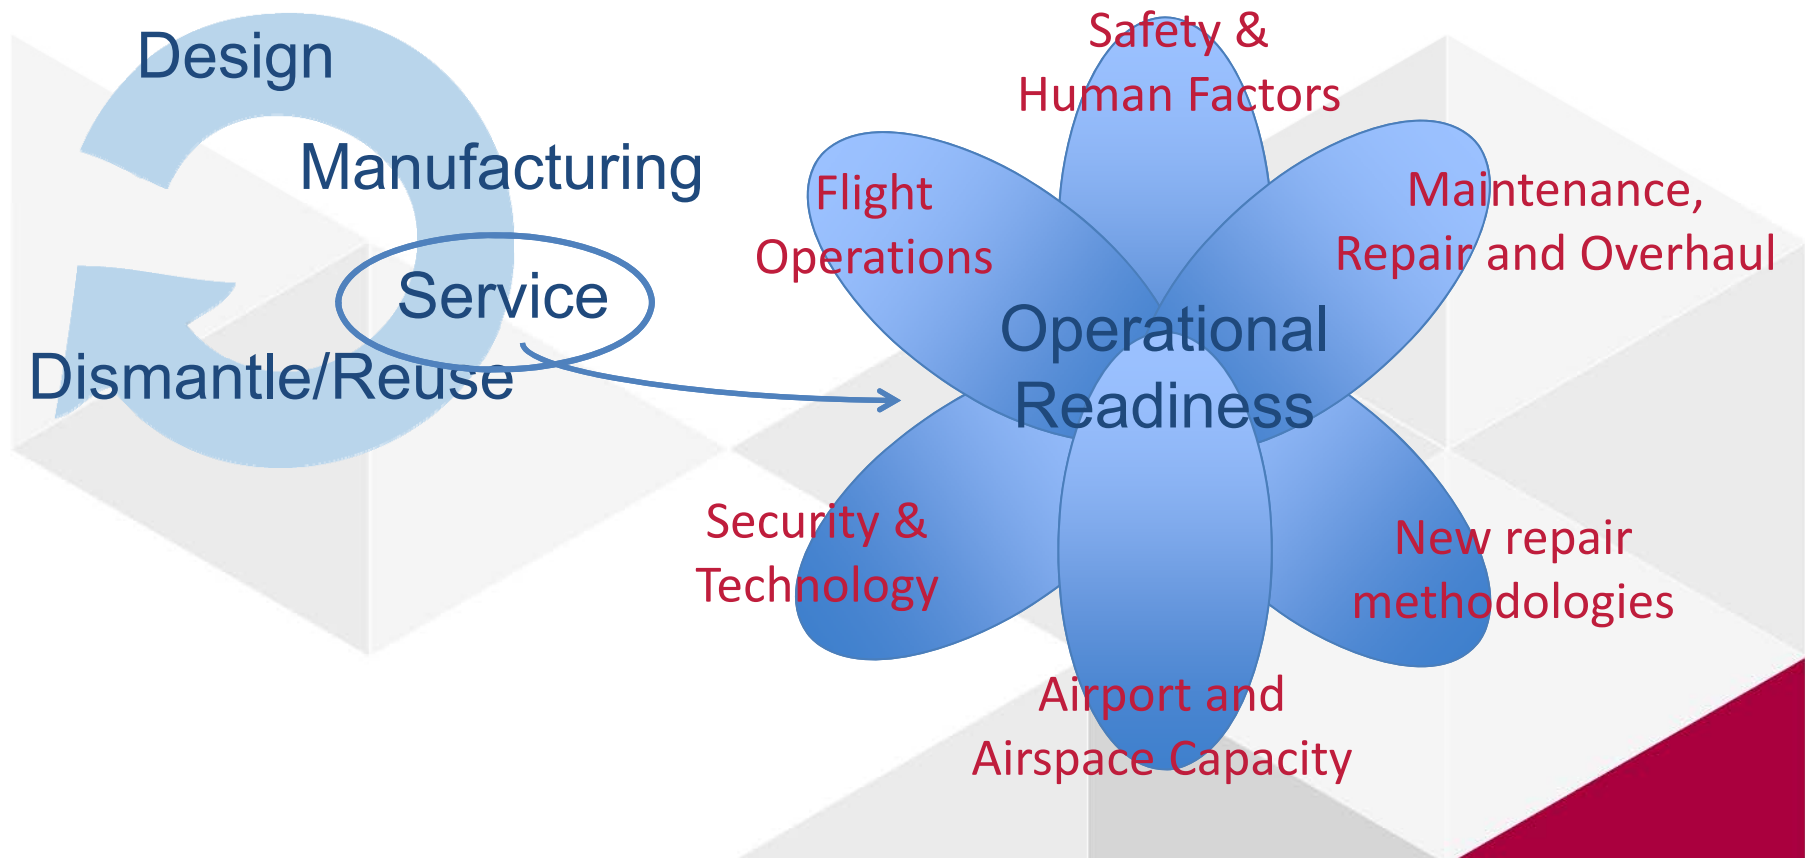 Design
Manufacturing
Service
Dismantle/Reuse
Safety &
Human Factors
Flight
Operations
Maintenance,
Repair and Overhaul
Operational
Readiness
Security &
Technology
New repair
methodologies
Airport and
Airspace Capacity